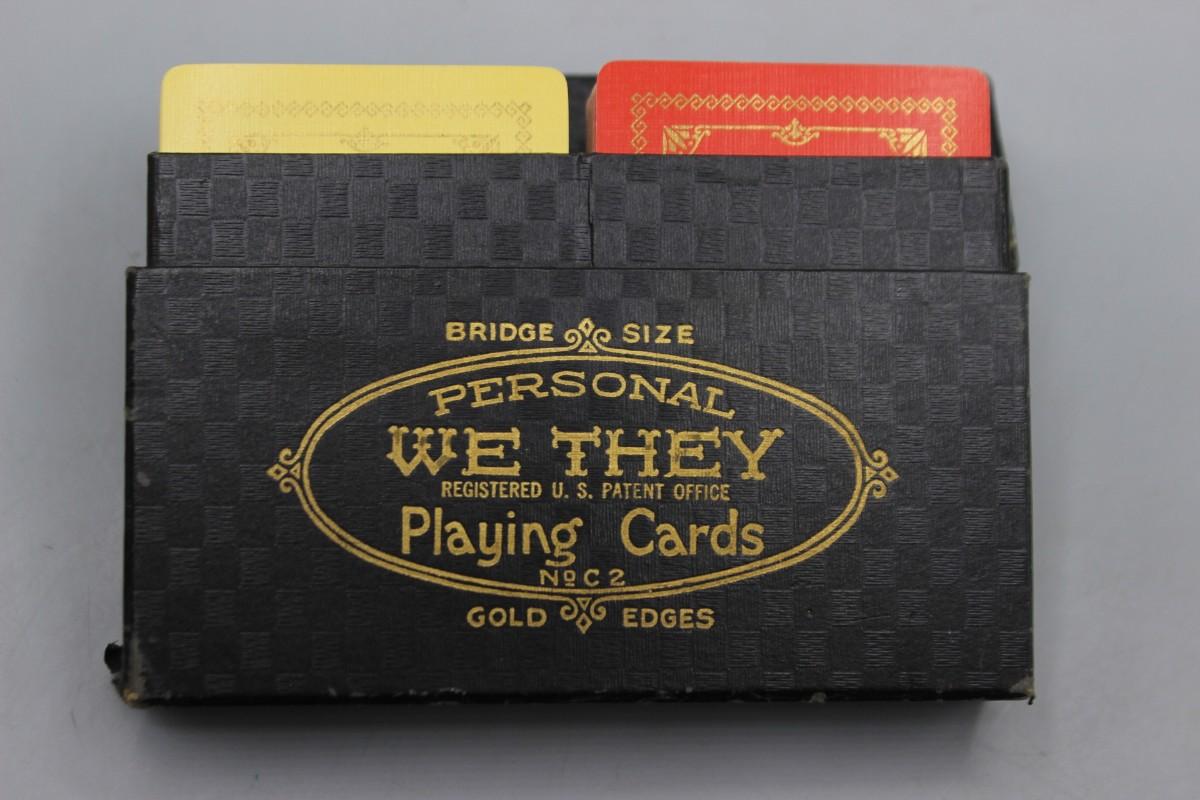 BRIDGE SIZE
PERSONAL
WE THEY
REGISTERED U. S. PATENT OFFICE
Playing Cards
Nº C 2
GOLD EDGES